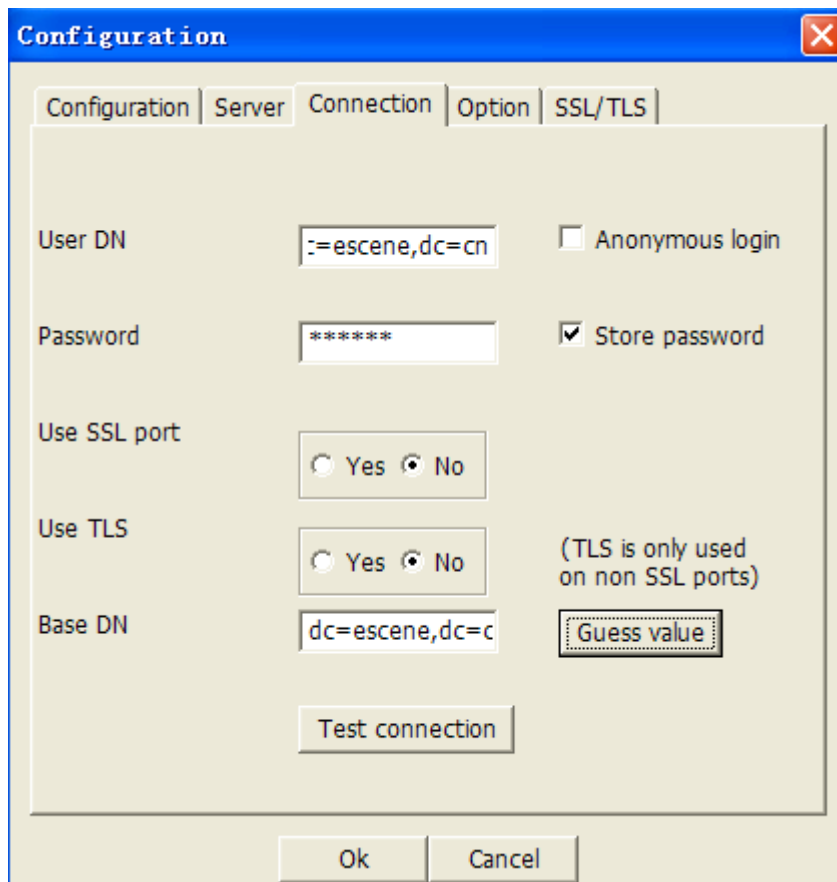 Configuration
Configuration Server Connection Option SSL/TLS
User DN :=escene,dc=cn Anonymous login
Password ****** Store password
Use SSL port
Yes No
Use TLS
Yes No (TLS is only used
on non SSL ports)
Base DN dc=escene,dc=c Guess value
Test connection
Ok Cancel